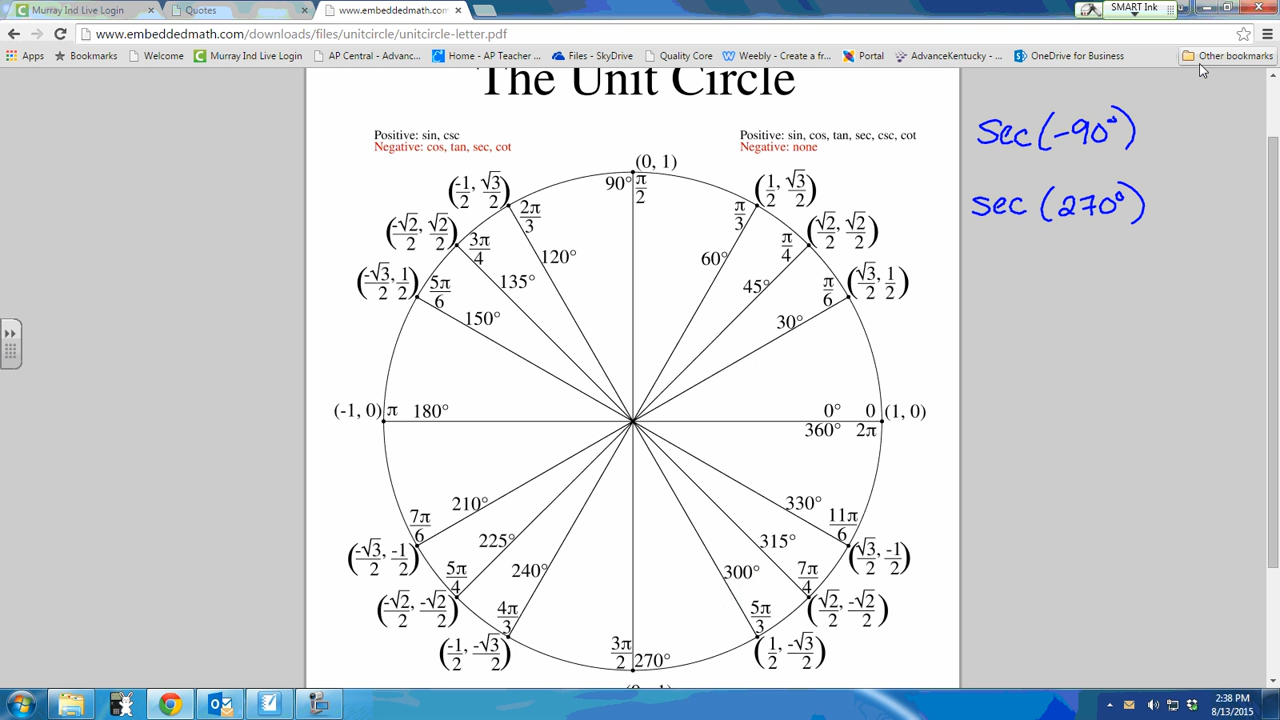 Murray Ind Live Login
Quotes
www.embeddedmath.com/
SMART Ink
www.embeddedmath.com/downloads/files/unitcircle/unitcircle-letter.pdf
Apps Bookmarks Welcome Murray Ind Live Login AP Central - Advanc... Home - AP Teacher ... Files - SkyDrive Quality Core Weebly - Create a fr... Portal AdvanceKentucky - ... OneDrive for Business Other bookmarks
The Unit Circle
Positive: sin, csc
Negative: cos, tan, sec, cot
Positive: sin, cos, tan, sec, csc, cot
Negative: none
sec(-90°)
sec (270°)
(0, 1)
90° π/2
(-1/2, √3/2) 2π/3 120°
(1/2, √3/2) π/3 60°
(-√2/2, √2/2) 3π/4 135°
(√2/2, √2/2) π/4 45°
(-√3/2, 1/2) 5π/6 150°
(√3/2, 1/2) π/6 30°
(-1, 0) π 180°
0° 0 (1, 0)
360° 2π
210° 7π/6 (-√3/2, -1/2)
330° 11π/6 (√3/2, -1/2)
225° 5π/4 (-√2/2, -√2/2)
315° 7π/4 (√2/2, -√2/2)
240° 4π/3 (-1/2, -√3/2)
300° 5π/3 (1/2, -√3/2)
3π/2 270°
2:38 PM
8/13/2015